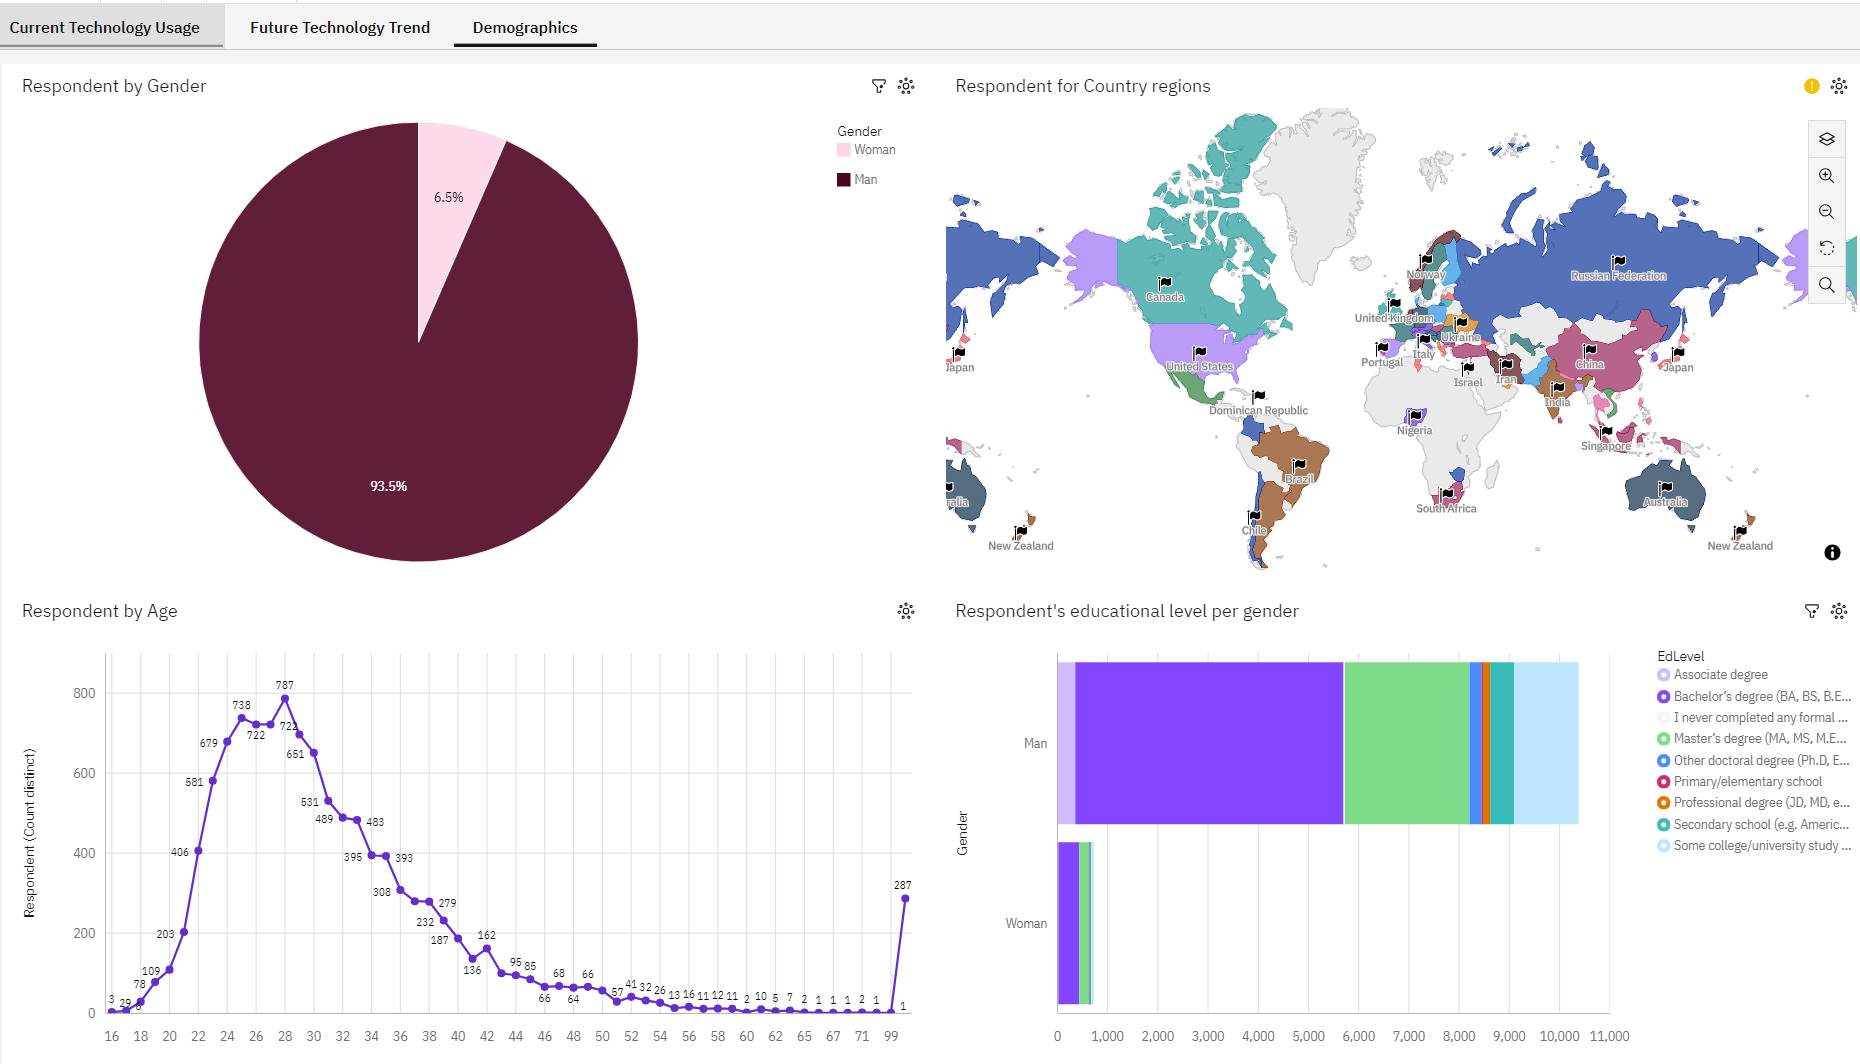 Current Technology Usage
Future Technology Trend
Demographics
Respondent by Gender
Gender
Woman
Man
6.5%
93.5%
Respondent for Country regions
Canada
United States
Dominican Republic
Brazil
Chile
Norway
United Kingdom
Portugal
Italy
Ukraine
Russian Federation
Israel
Iran
India
China
Japan
Japan
Nigeria
Singapore
South Africa
Australia
ralia
New Zealand
New Zealand
Respondent by Age
Respondent (Count distinct)
800
600
400
200
0
3
29
6
78
109
203
406
581
679
738
722
787
722
651
531
489
483
395
393
308
279
232
187
136
162
95
85
66
68
64
66
57
41
32
26
13
16
11
12
11
2
10
5
7
2
1
1
1
2
1
1
287
16
18
20
22
24
26
28
30
32
34
36
38
40
42
44
46
48
50
52
54
56
58
60
62
65
67
71
99
Respondent's educational level per gender
Gender
Man
Woman
0
1,000
2,000
3,000
4,000
5,000
6,000
7,000
8,000
9,000
10,000
11,000
EdLevel
Associate degree
Bachelor’s degree (BA, BS, B.E...
I never completed any formal ...
Master’s degree (MA, MS, M.E...
Other doctoral degree (Ph.D, E...
Primary/elementary school
Professional degree (JD, MD, e...
Secondary school (e.g. Americ...
Some college/university study ...